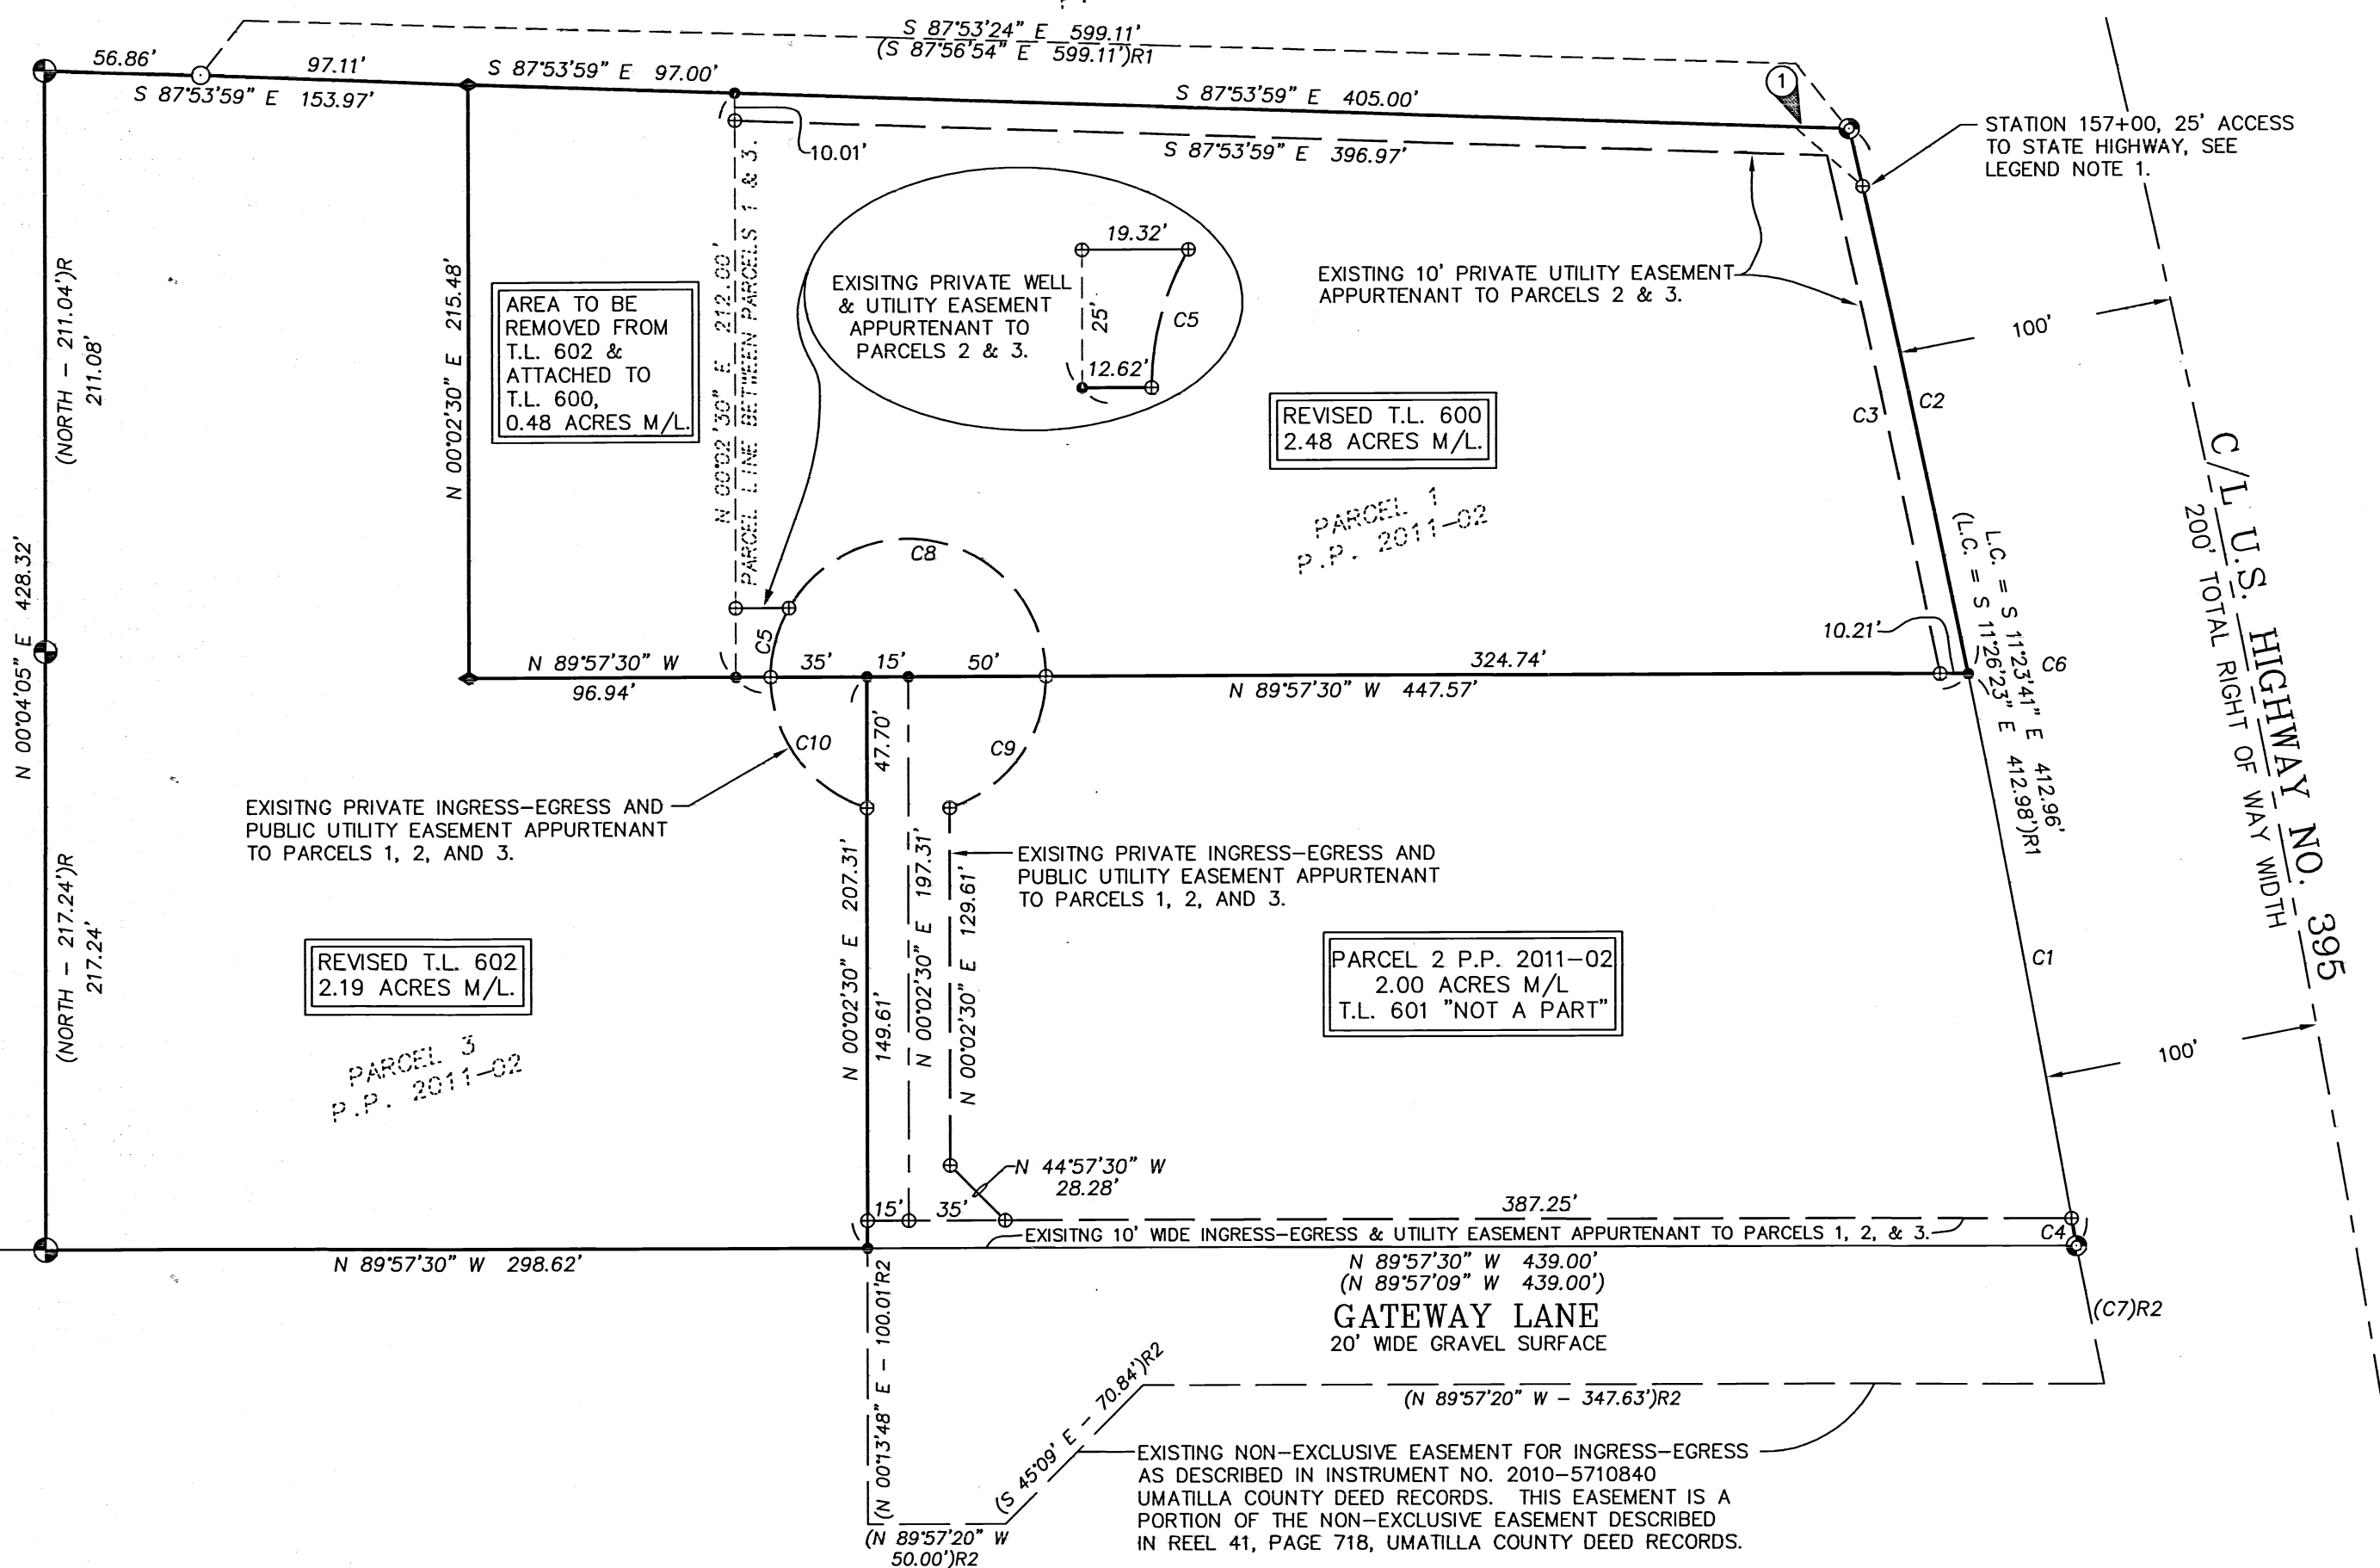 S 87°53'24" E 599.11'
(S 87°56'54" E 599.11')R1
56.86'
97.11'
S 87°53'59" E 97.00'
S 87°53'59" E 153.97'
S 87°53'59" E 405.00'
1
STATION 157+00, 25' ACCESS
TO STATE HIGHWAY, SEE
LEGEND NOTE 1.
10.01'
S 87°53'59" E 396.97'
(NORTH - 211.04')R
211.08'
N 00°02'30" E 215.48'
AREA TO BE
REMOVED FROM
T.L. 602 &
ATTACHED TO
T.L. 600,
0.48 ACRES M/L.
N 00°02'30" E 212.00'
PARCEL LINE BETWEEN PARCELS 1 & 3.
EXISITNG PRIVATE WELL
& UTILITY EASEMENT
APPURTENANT TO
PARCELS 2 & 3.
19.32'
25'
C5
12.62'
EXISTING 10' PRIVATE UTILITY EASEMENT
APPURTENANT TO PARCELS 2 & 3.
100'
REVISED T.L. 600
2.48 ACRES M/L.
C3
C2
PARCEL 1
P.P. 2011-02
C/L U.S. HIGHWAY NO. 395
200' TOTAL RIGHT OF WAY WIDTH
L.C. = S 11°23'41" E 412.96'
(L.C. = S 11°26'23" E 412.98')R1
N 00°04'05" E 428.32'
C8
C5
10.21'
C6
N 89°57'30" W
96.94'
35'
15'
50'
324.74'
N 89°57'30" W 447.57'
C10
47.70'
C9
EXISITNG PRIVATE INGRESS-EGRESS AND
PUBLIC UTILITY EASEMENT APPURTENANT
TO PARCELS 1, 2, AND 3.
EXISITNG PRIVATE INGRESS-EGRESS AND
PUBLIC UTILITY EASEMENT APPURTENANT
TO PARCELS 1, 2, AND 3.
N 00°02'30" E 207.31'
149.61'
N 00°02'30" E 197.31'
N 00°02'30" E 129.61'
(NORTH - 217.24')R
217.24'
REVISED T.L. 602
2.19 ACRES M/L.
PARCEL 3
P.P. 2011-02
PARCEL 2 P.P. 2011-02
2.00 ACRES M/L
T.L. 601 "NOT A PART"
C1
100'
N 44°57'30" W
28.28'
15'
35'
387.25'
EXISITNG 10' WIDE INGRESS-EGRESS & UTILITY EASEMENT APPURTENANT TO PARCELS 1, 2, & 3.
C4
N 89°57'30" W 298.62'
N 89°57'30" W 439.00'
(N 89°57'09" W 439.00')
GATEWAY LANE
20' WIDE GRAVEL SURFACE
(C7)R2
(N 00°13'48" E - 100.01'R2
(S 45°09' E - 70.84')R2
(N 89°57'20" W - 347.63')R2
(N 89°57'20" W
50.00')R2
EXISTING NON-EXCLUSIVE EASEMENT FOR INGRESS-EGRESS
AS DESCRIBED IN INSTRUMENT NO. 2010-5710840
UMATILLA COUNTY DEED RECORDS. THIS EASEMENT IS A
PORTION OF THE NON-EXCLUSIVE EASEMENT DESCRIBED
IN REEL 41, PAGE 718, UMATILLA COUNTY DEED RECORDS.